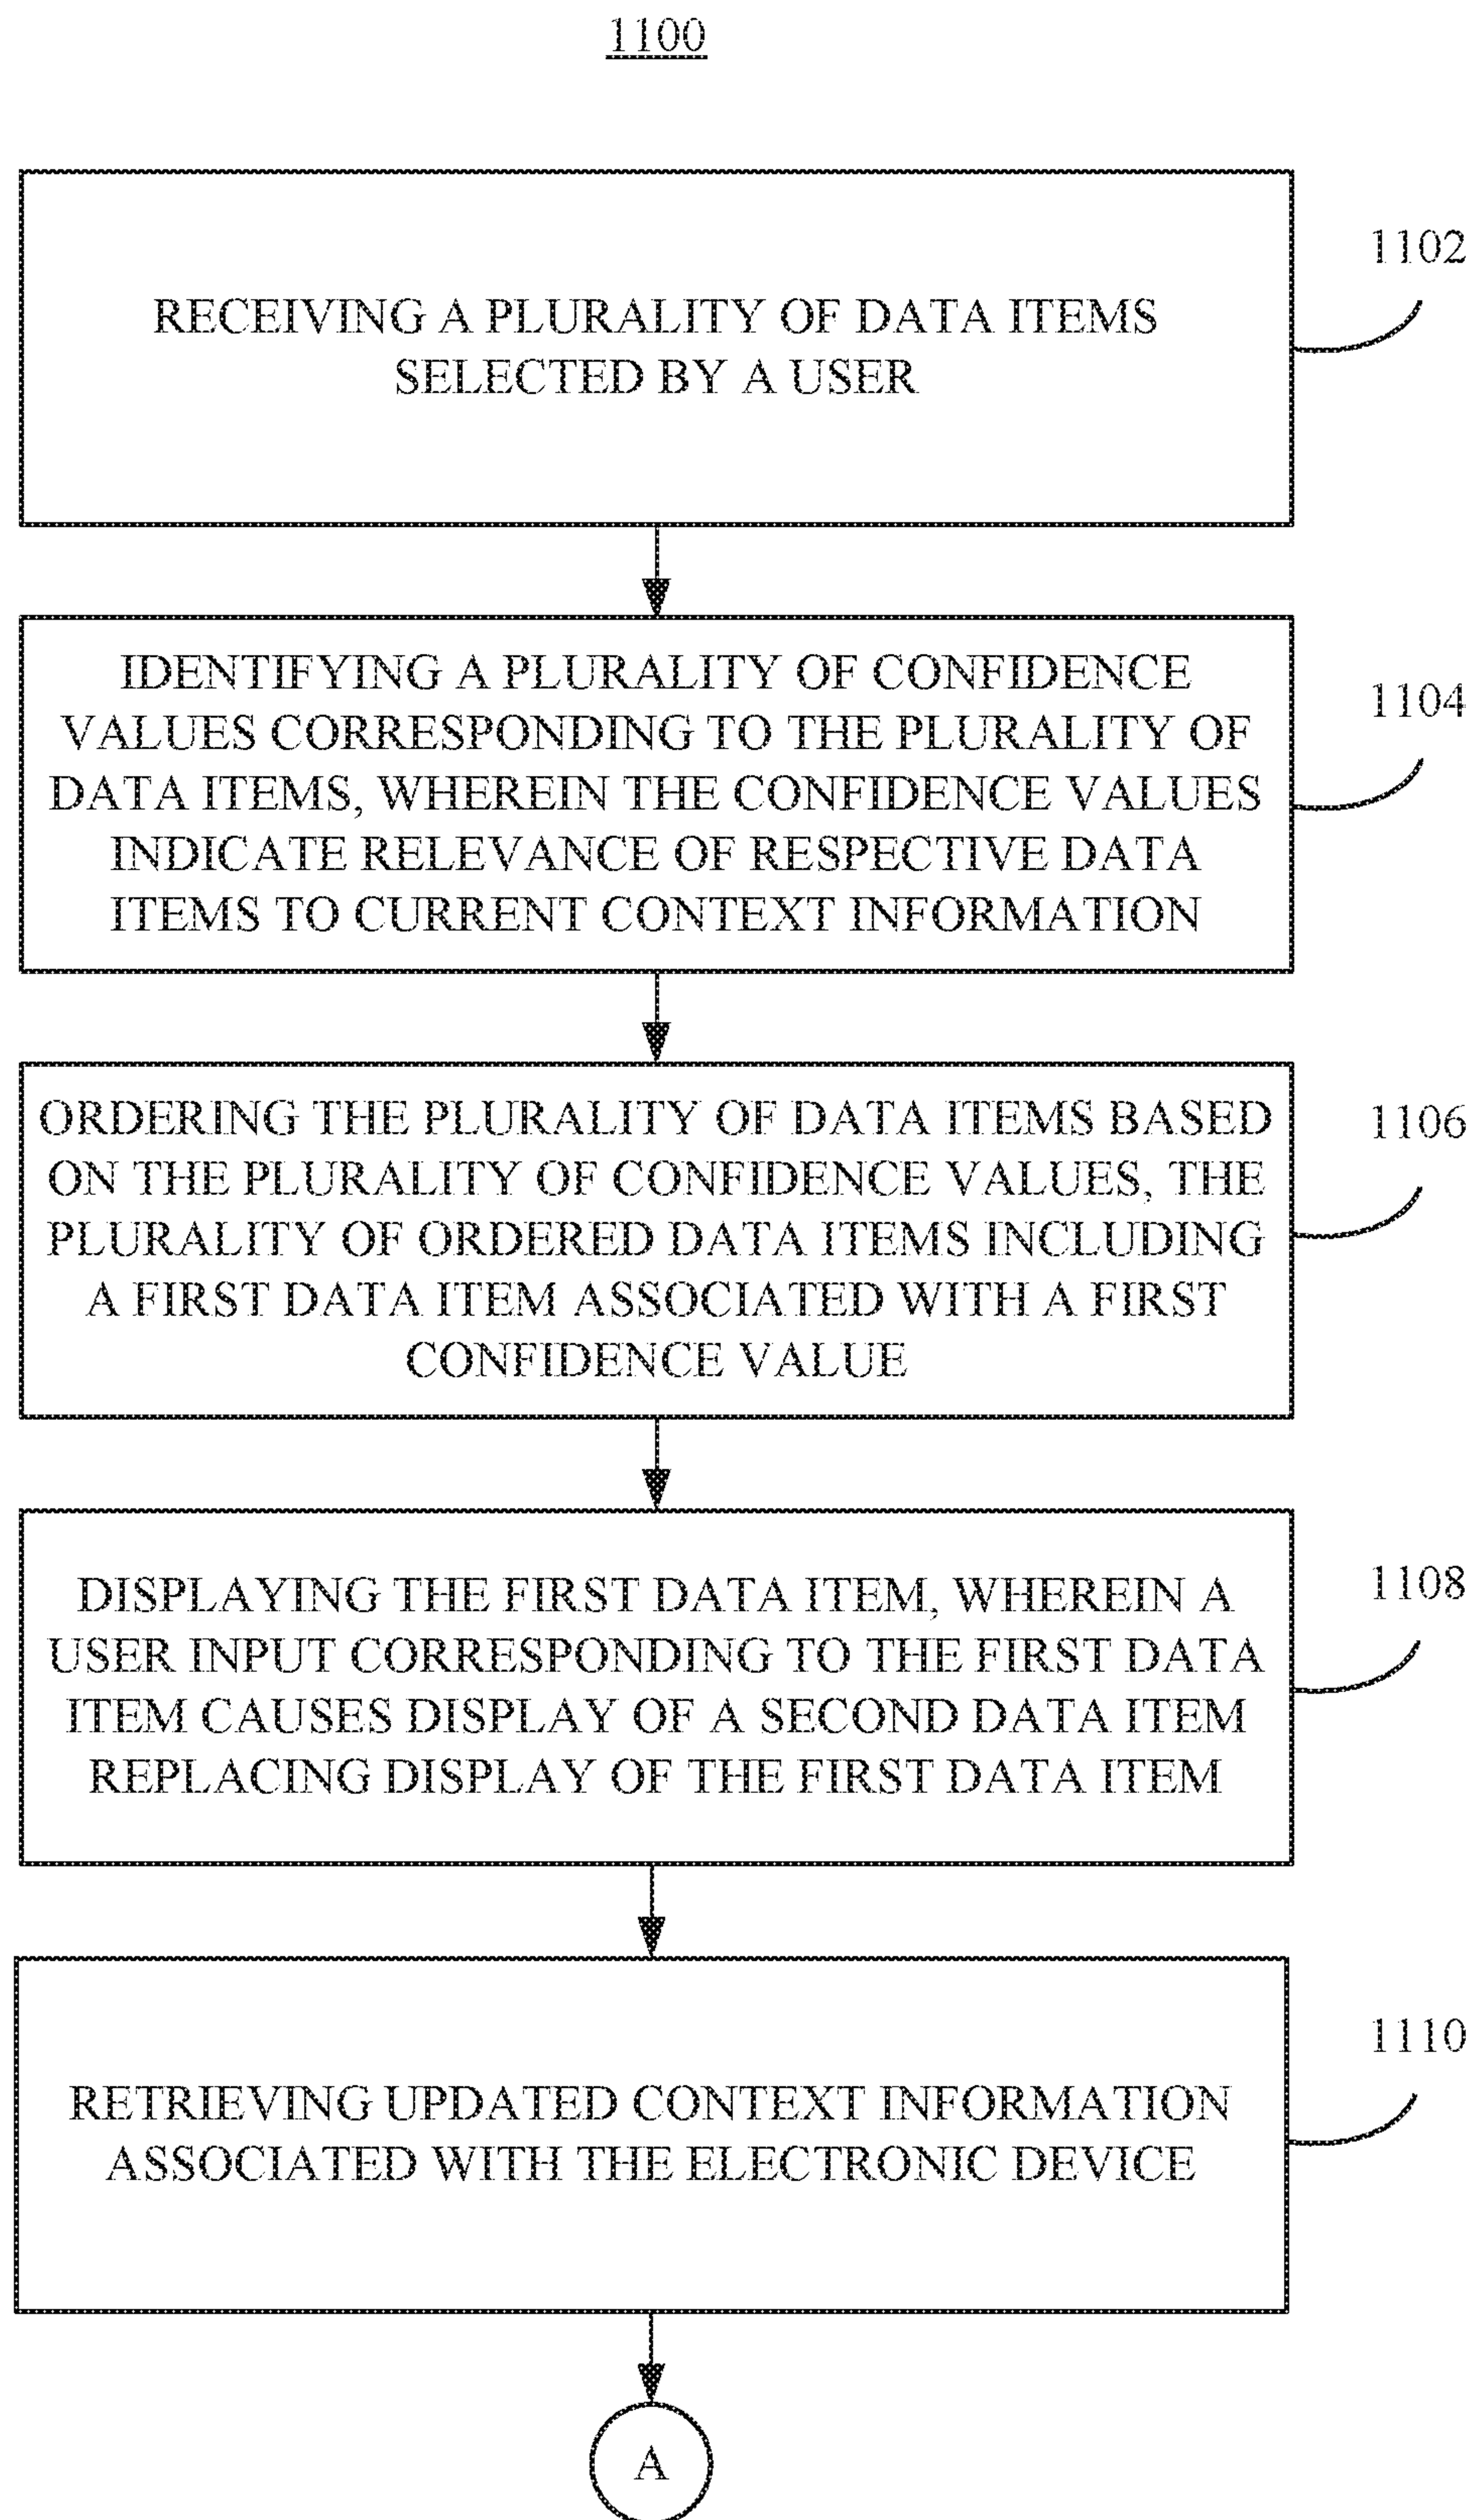 1100
1102
RECEIVING A PLURALITY OF DATA ITEMS
SELECTED BY A USER
1104
IDENTIFYING A PLURALITY OF CONFIDENCE
VALUES CORRESPONDING TO THE PLURALITY OF
DATA ITEMS, WHEREIN THE CONFIDENCE VALUES
INDICATE RELEVANCE OF RESPECTIVE DATA
ITEMS TO CURRENT CONTEXT INFORMATION
1106
ORDERING THE PLURALITY OF DATA ITEMS BASED
ON THE PLURALITY OF CONFIDENCE VALUES, THE
PLURALITY OF ORDERED DATA ITEMS INCLUDING
A FIRST DATA ITEM ASSOCIATED WITH A FIRST
CONFIDENCE VALUE
1108
DISPLAYING THE FIRST DATA ITEM, WHEREIN A
USER INPUT CORRESPONDING TO THE FIRST DATA
ITEM CAUSES DISPLAY OF A SECOND DATA ITEM
REPLACING DISPLAY OF THE FIRST DATA ITEM
1110
RETRIEVING UPDATED CONTEXT INFORMATION
ASSOCIATED WITH THE ELECTRONIC DEVICE
A